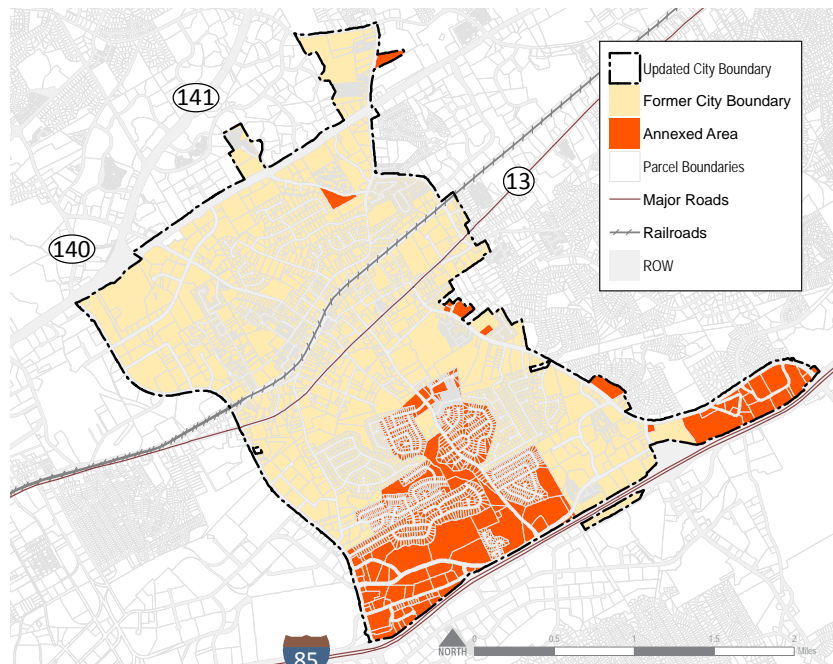 141
140
13
Updated City Boundary
Former City Boundary
Annexed Area
Parcel Boundaries
Major Roads
Railroads
ROW
85
NORTH
0 0.5 1 1.5 2
Miles